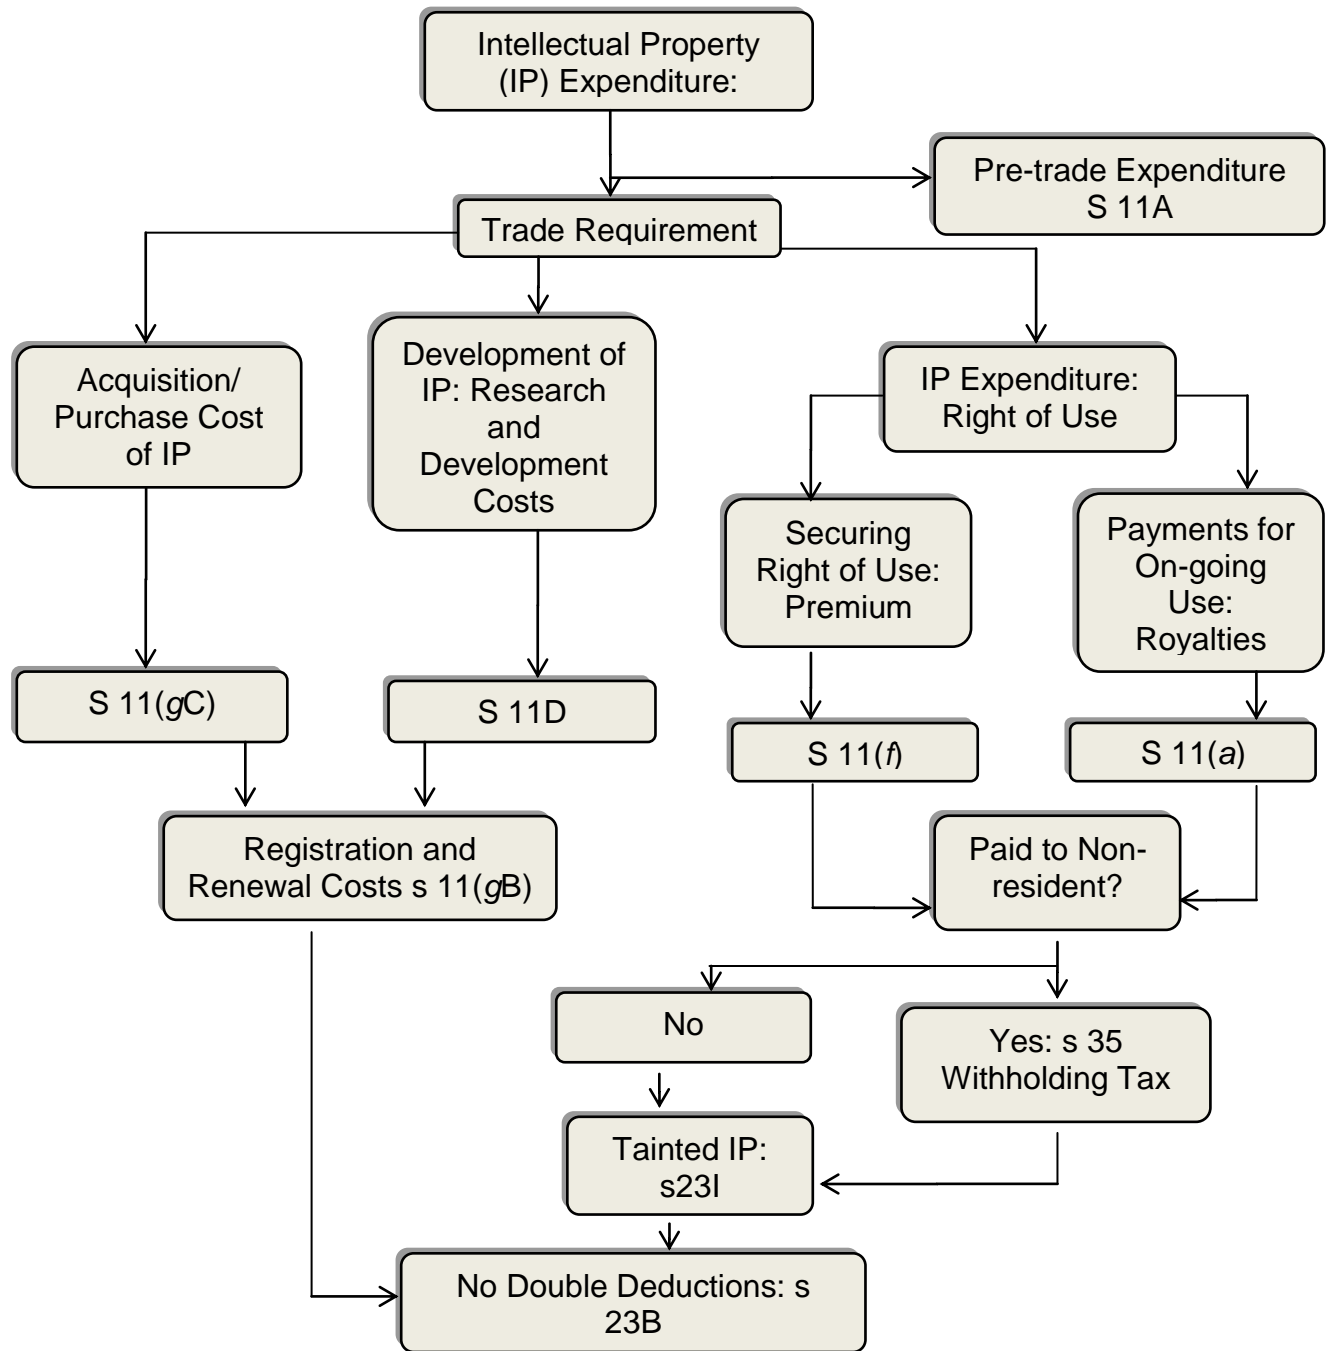 Intellectual Property
(IP) Expenditure:
Pre-trade Expenditure
S 11A
Trade Requirement
Acquisition/
Purchase Cost
of IP
Development of
IP: Research
and
Development
Costs
IP Expenditure:
Right of Use
Securing
Right of Use:
Premium
Payments for
On-going
Use:
Royalties
S 11(gC)
S 11D
S 11(f)
S 11(a)
Registration and
Renewal Costs s 11(gB)
Paid to Non-
resident?
No
Yes: s 35
Withholding Tax
Tainted IP:
s23I
No Double Deductions: s
23B